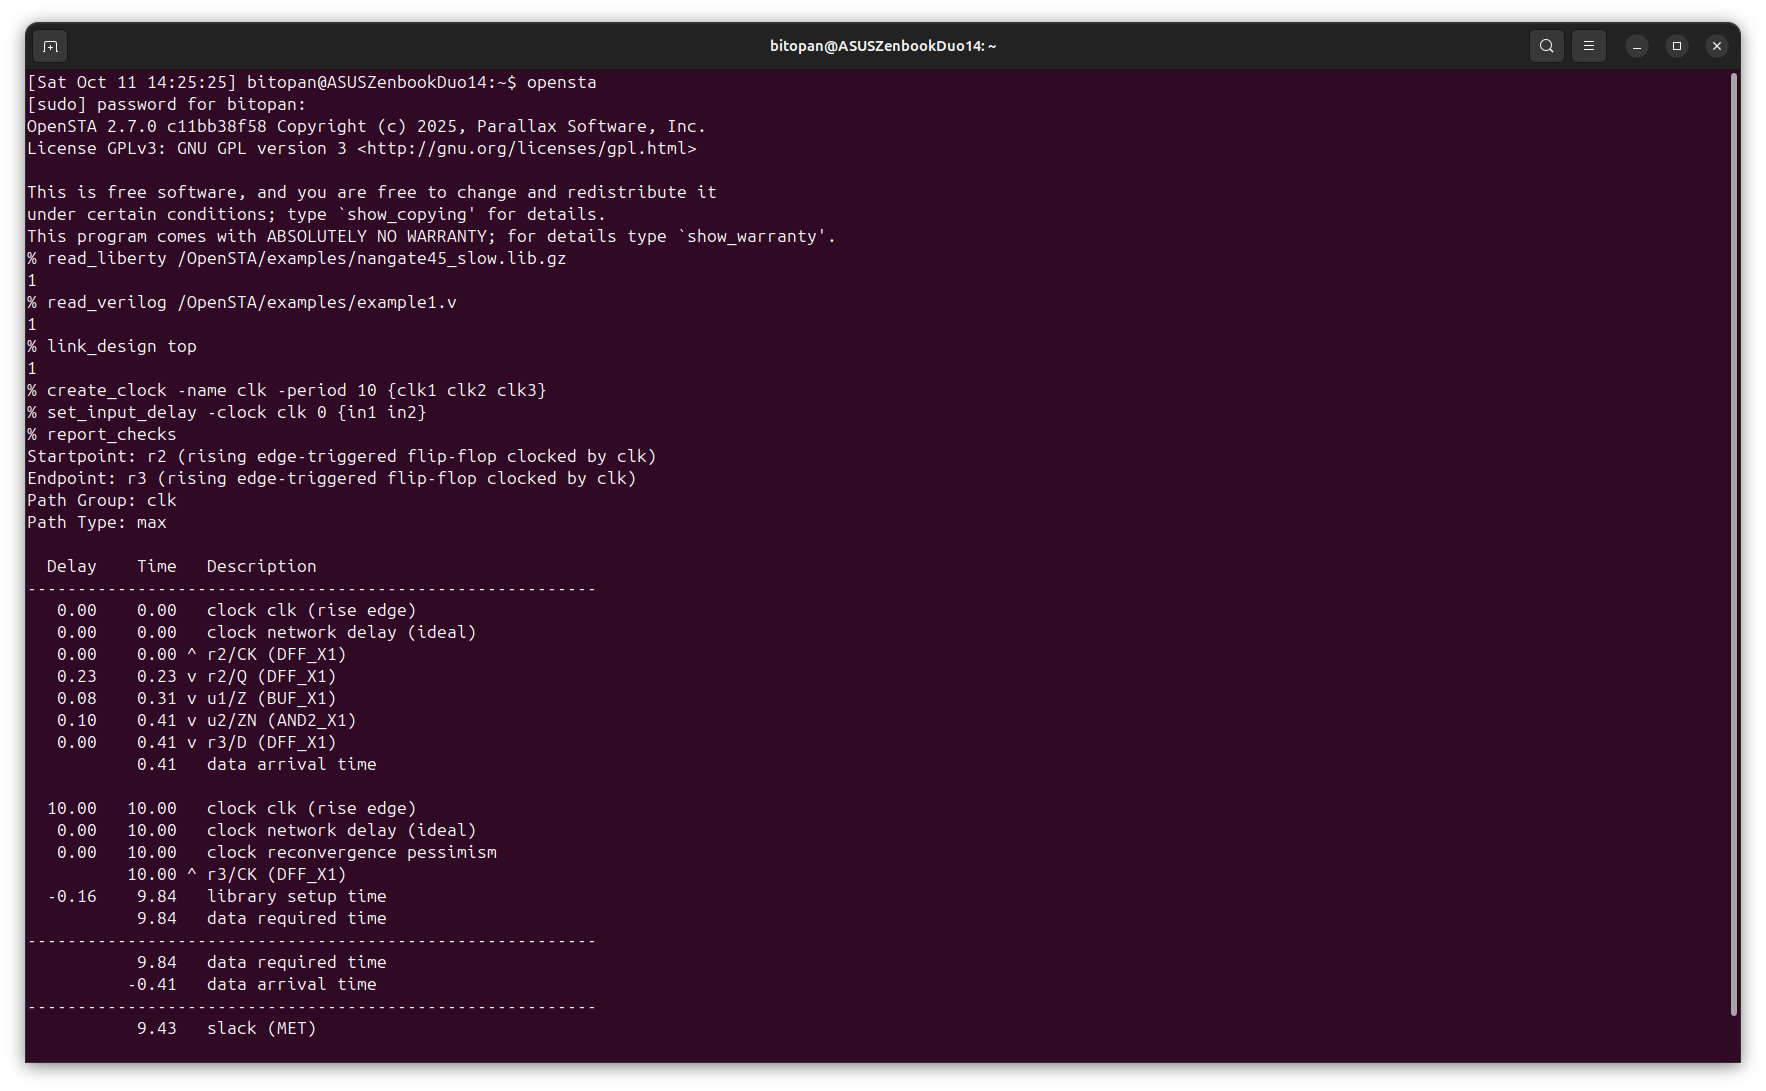 bitopan@ASUSZenbookDuo14: ~
[Sat Oct 11 14:25:25] bitopan@ASUSZenbookDuo14:~$ opensta
[sudo] password for bitopan:
OpenSTA 2.7.0 c11bb38f58 Copyright (c) 2025, Parallax Software, Inc.
License GPLv3: GNU GPL version 3 <http://gnu.org/licenses/gpl.html>

This is free software, and you are free to change and redistribute it
under certain conditions; type `show_copying' for details.
This program comes with ABSOLUTELY NO WARRANTY; for details type `show_warranty'.
% read_liberty /OpenSTA/examples/nangate45_slow.lib.gz
1
% read_verilog /OpenSTA/examples/example1.v
1
% link_design top
1
% create_clock -name clk -period 10 {clk1 clk2 clk3}
% set_input_delay -clock clk 0 {in1 in2}
% report_checks
Startpoint: r2 (rising edge-triggered flip-flop clocked by clk)
Endpoint: r3 (rising edge-triggered flip-flop clocked by clk)
Path Group: clk
Path Type: max

  Delay    Time   Description
---------------------------------------------------------
   0.00    0.00   clock clk (rise edge)
   0.00    0.00   clock network delay (ideal)
   0.00    0.00 ^ r2/CK (DFF_X1)
   0.23    0.23 v r2/Q (DFF_X1)
   0.08    0.31 v u1/Z (BUF_X1)
   0.10    0.41 v u2/ZN (AND2_X1)
   0.00    0.41 v r3/D (DFF_X1)
           0.41   data arrival time

  10.00   10.00   clock clk (rise edge)
   0.00   10.00   clock network delay (ideal)
   0.00   10.00   clock reconvergence pessimism
          10.00 ^ r3/CK (DFF_X1)
  -0.16    9.84   library setup time
           9.84   data required time
---------------------------------------------------------
           9.84   data required time
          -0.41   data arrival time
---------------------------------------------------------
           9.43   slack (MET)